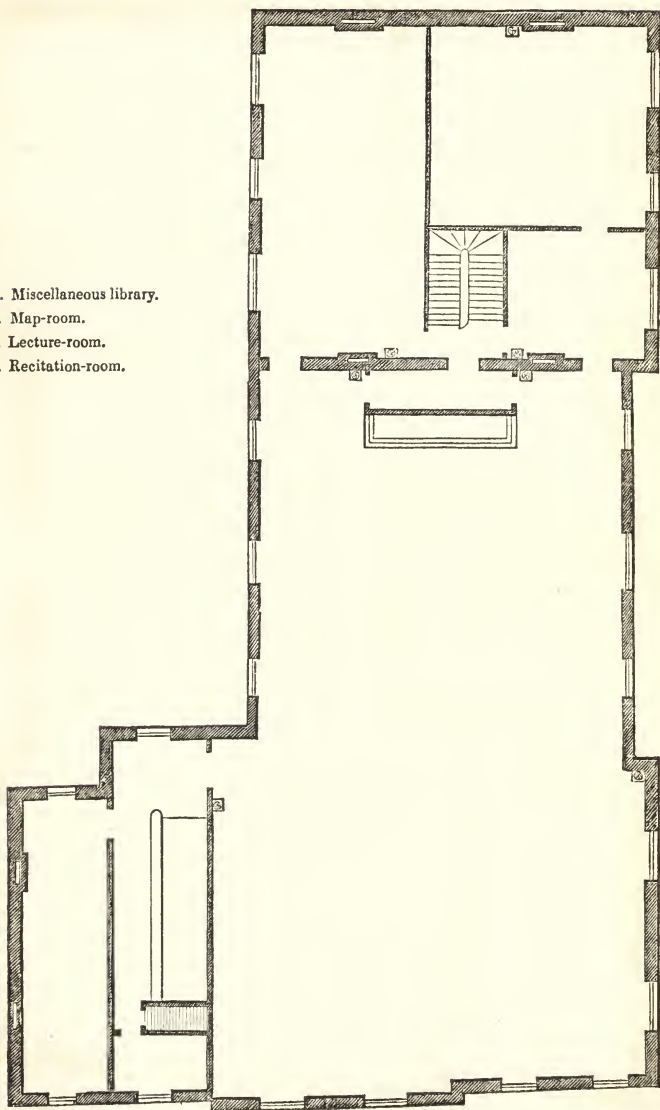 . Miscellaneous library.
. Map-room.
. Lecture-room.
. Recitation-room.